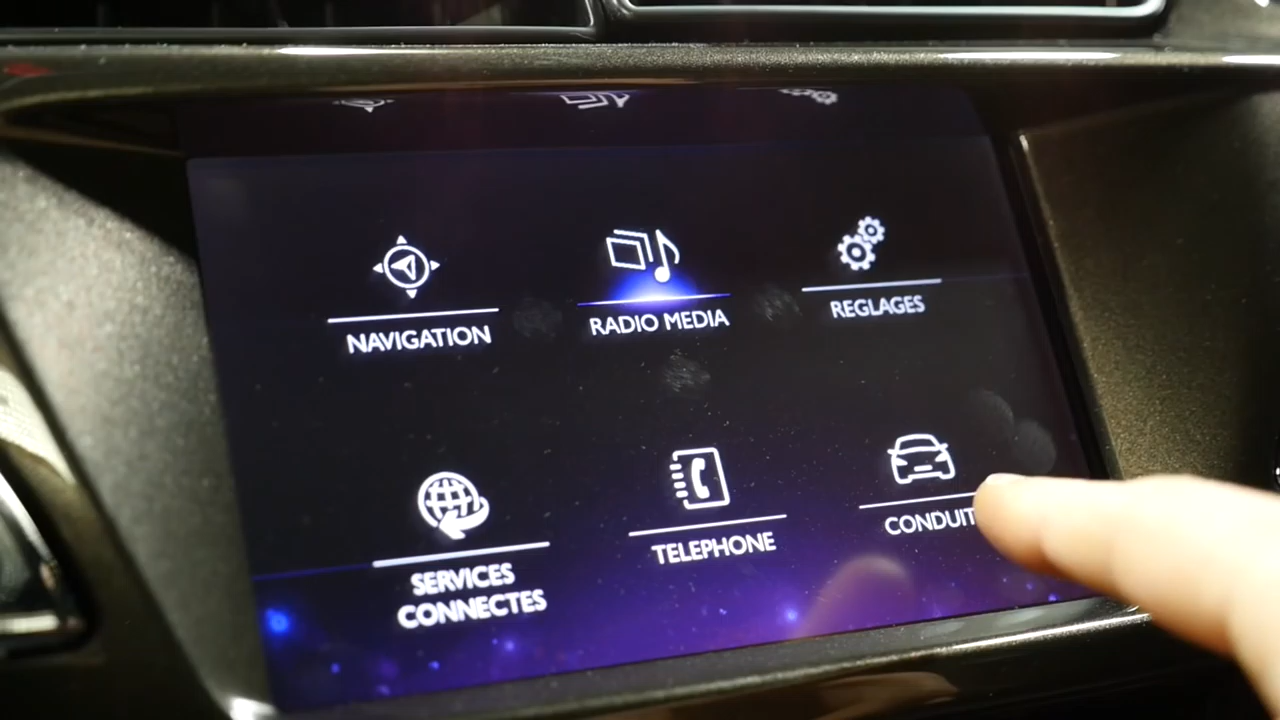 NAVIGATION
RADIO MEDIA
REGLAGES
SERVICES
CONNECTES
TELEPHONE
CONDUIT